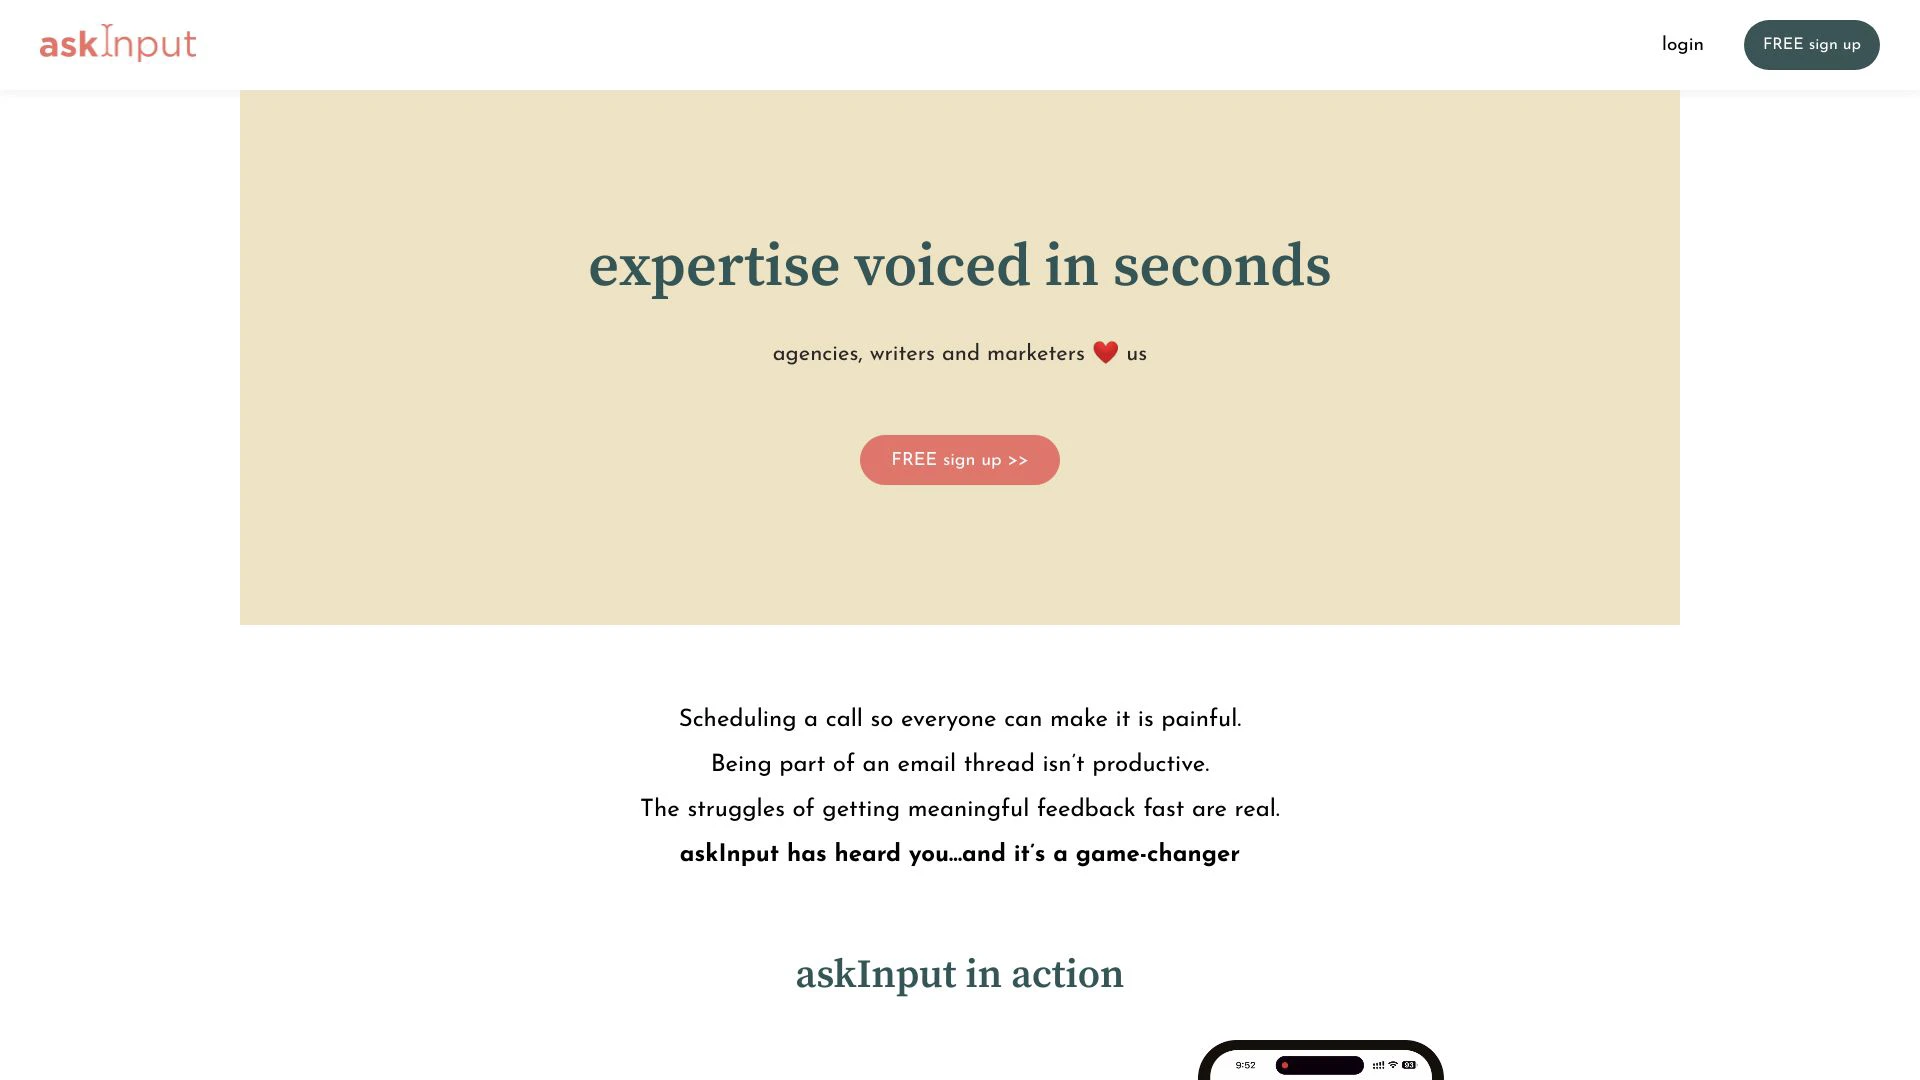 askInput
login
FREE sign up
expertise voiced in seconds
agencies, writers and marketers ❤️ us
FREE sign up >>
Scheduling a call so everyone can make it is painful.
Being part of an email thread isn't productive.
The struggles of getting meaningful feedback fast are real.
askInput has heard you...and it's a game-changer
askInput in action
9:52
93